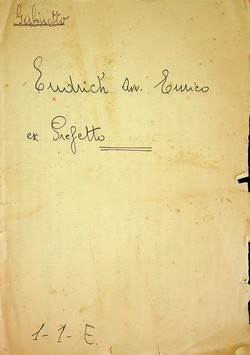 Gabinetto
Endrich Avv. Enrico
ex Prefetto
1-1-E.